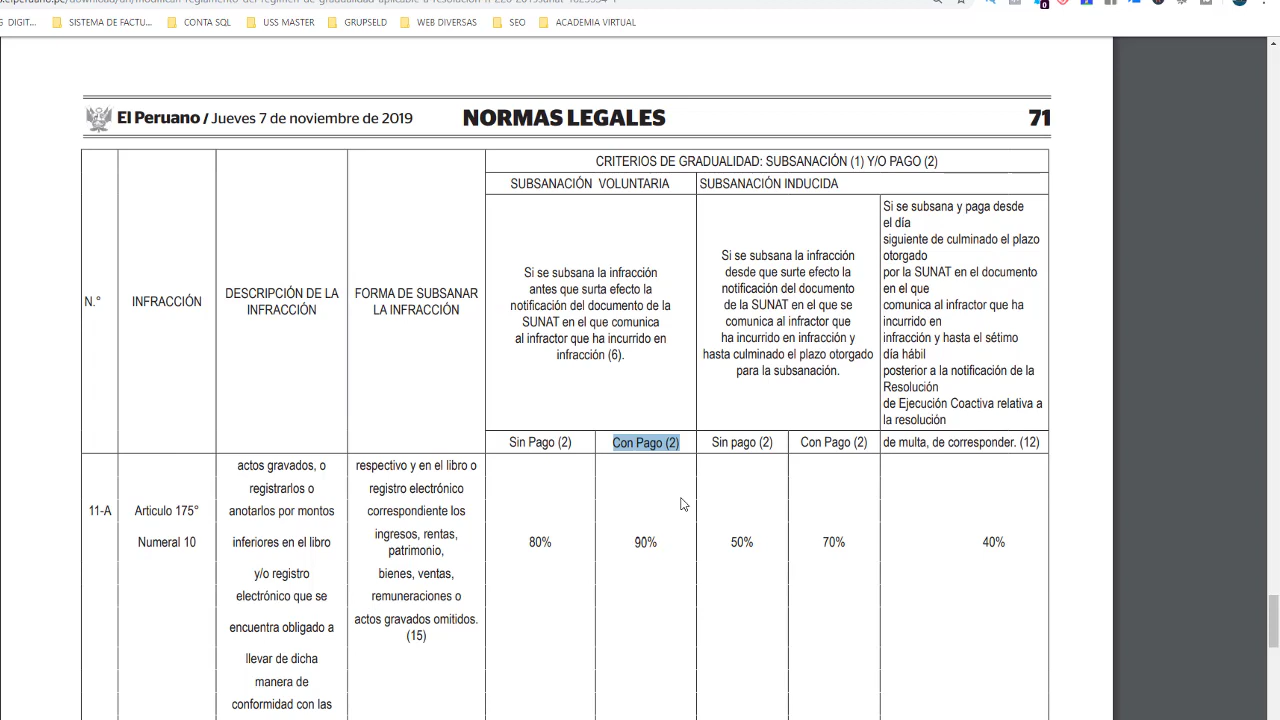 G DIGIT...
SISTEMA DE FACTU...
CONTA SQL
USS MASTER
GRUPSELD
WEB DIVERSAS
SEO
ACADEMIA VIRTUAL
0
El Peruano / Jueves 7 de noviembre de 2019
NORMAS LEGALES
71
CRITERIOS DE GRADUALIDAD: SUBSANACIÓN (1) Y/O PAGO (2)
SUBSANACIÓN VOLUNTARIA
SUBSANACIÓN INDUCIDA
N.°
INFRACCIÓN
DESCRIPCIÓN DE LA
INFRACCIÓN
FORMA DE SUBSANAR
LA INFRACCIÓN
Si se subsana la infracción
antes que surta efecto la
notificación del documento de la
SUNAT en el que comunica
al infractor que ha incurrido en
infracción (6).
Si se subsana la infracción
desde que surte efecto la
notificación del documento
de la SUNAT en el que se
comunica al infractor que
ha incurrido en infracción y
hasta culminado el plazo otorgado
para la subsanación.
Si se subsana y paga desde
el día
siguiente de culminado el plazo
otorgado
por la SUNAT en el documento
en el que
comunica al infractor que ha
incurrido en
infracción y hasta el sétimo
día hábil
posterior a la notificación de la
Resolución
de Ejecución Coactiva relativa a
la resolución
de multa, de corresponder. (12)
Sin Pago (2)
Con Pago (2)
Sin pago (2)
Con Pago (2)
11-A
Articulo 175°
Numeral 10
actos gravados, o
registrarlos o
anotarlos por montos
inferiores en el libro
y/o registro
electrónico que se
encuentra obligado a
llevar de dicha
manera de
conformidad con las
respectivo y en el libro o
registro electrónico
correspondiente los
ingresos, rentas,
patrimonio,
bienes, ventas,
remuneraciones o
actos gravados omitidos.
(15)
80%
90%
50%
70%
40%